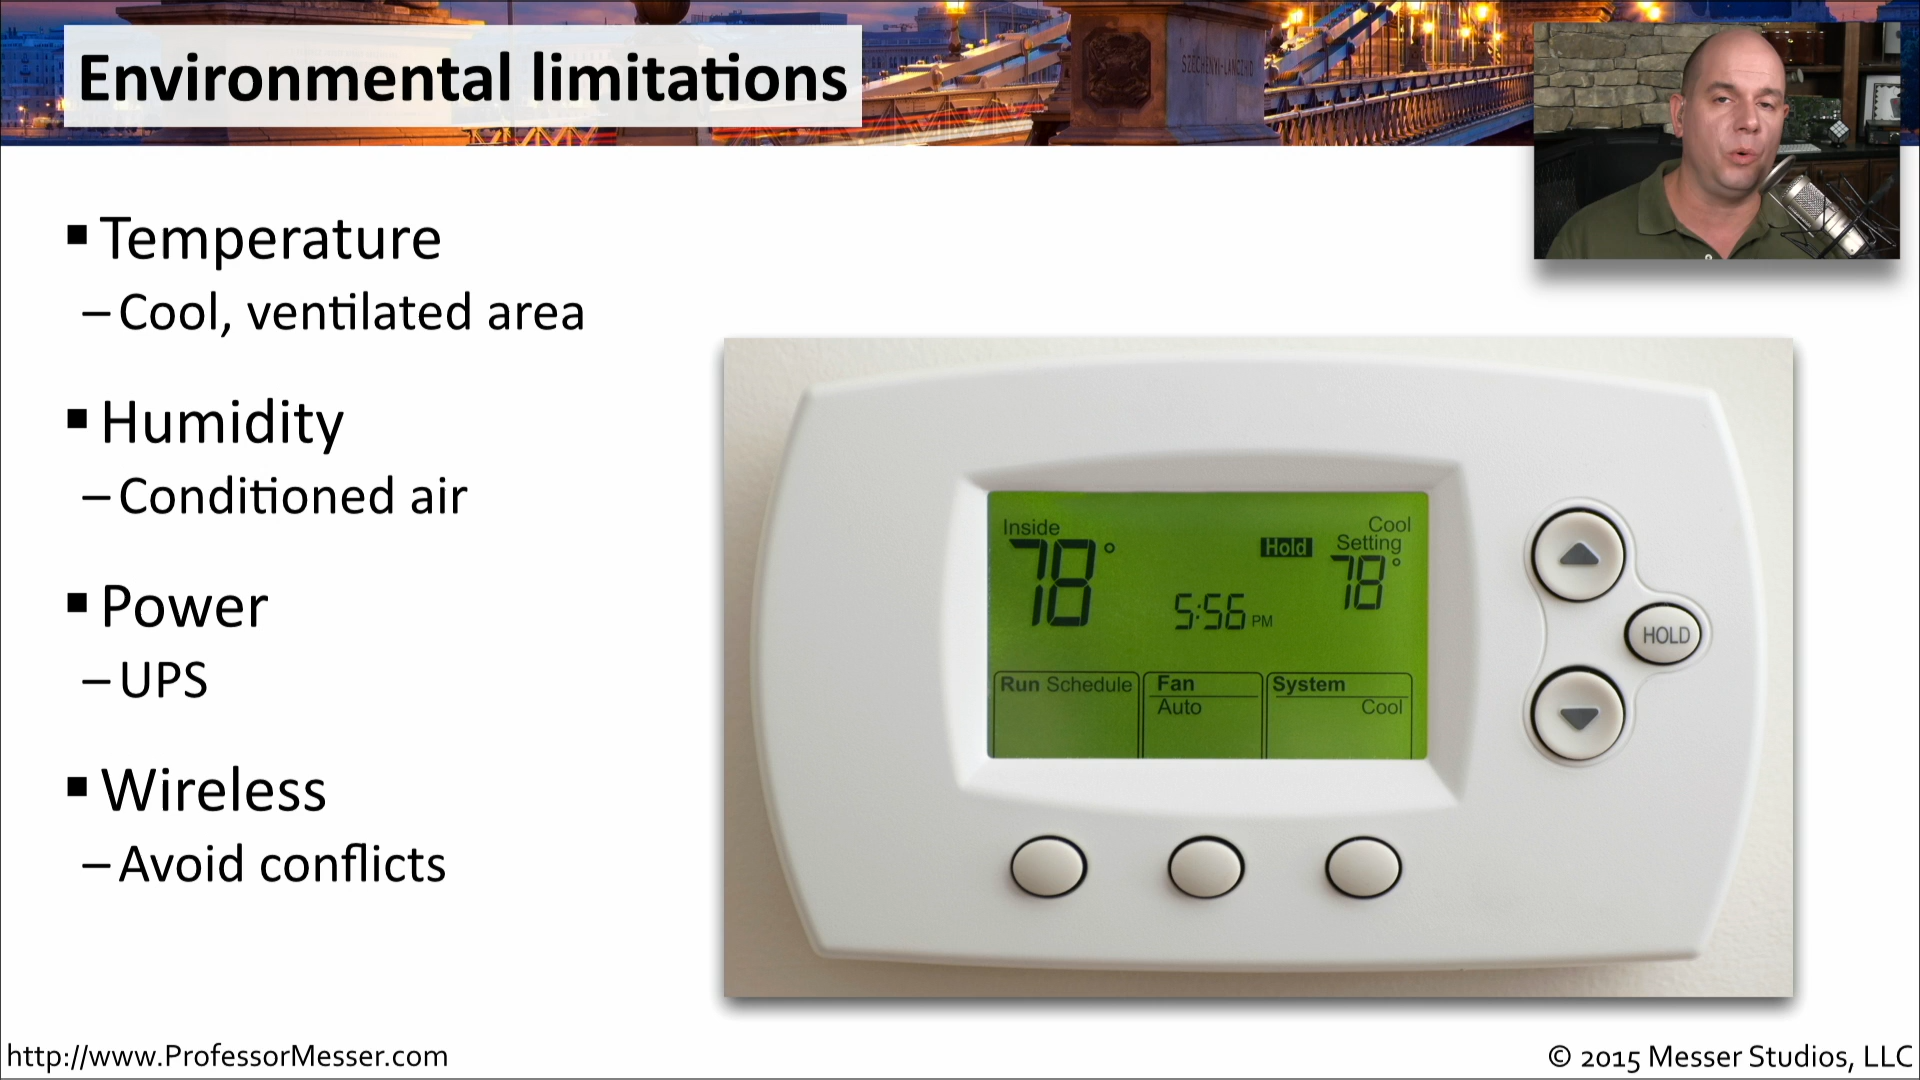 Environmental limitations
SZÉCHENYI-LÁNCZHÍD
▪ Temperature
– Cool, ventilated area
▪ Humidity
– Conditioned air
▪ Power
– UPS
▪ Wireless
– Avoid conflicts
Inside
78°
Hold
Cool
Setting
78°
5:56 PM
Run Schedule
Fan
Auto
System
Cool
HOLD
http://www.ProfessorMesser.com
© 2015 Messer Studios, LLC